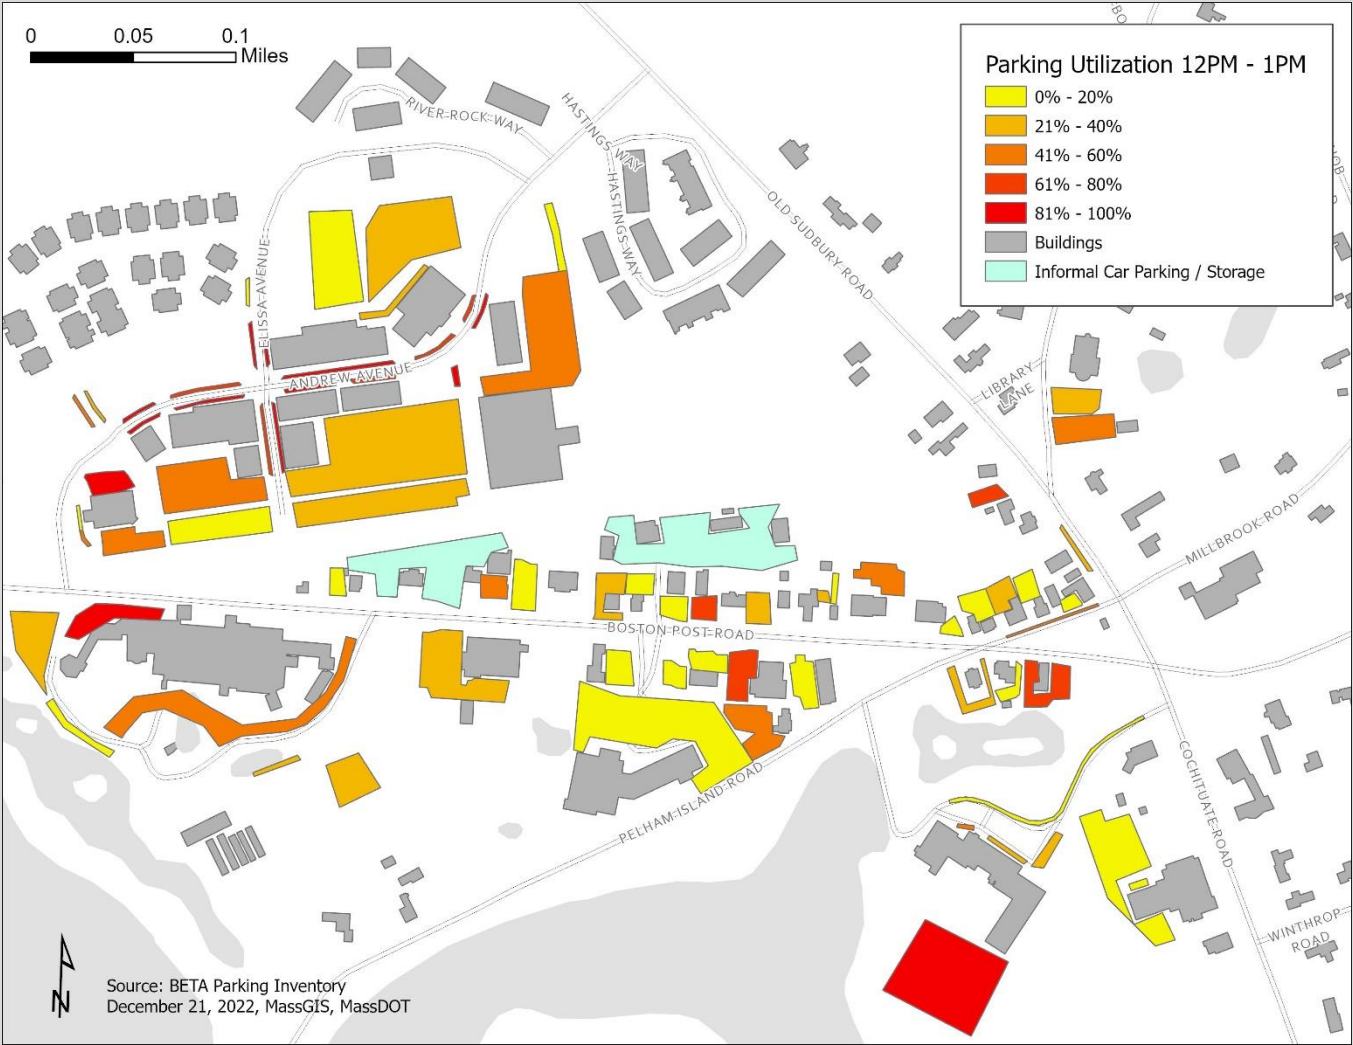 0 0.05 0.1
Miles
Parking Utilization 12PM - 1PM
0% - 20%
21% - 40%
41% - 60%
61% - 80%
81% - 100%
Buildings
Informal Car Parking / Storage
RIVER ROCK WAY
HASTINGS WAY
HASTINGS WAY
OLD SUDBURY ROAD
ELISSA AVENUE
ANDREW AVENUE
LIBRARY
LANE
MILLBROOK ROAD
BOSTON POST ROAD
PELHAM ISLAND ROAD
COCHITUATE ROAD
WINTHROP
ROAD
N
Source: BETA Parking Inventory
December 21, 2022, MassGIS, MassDOT